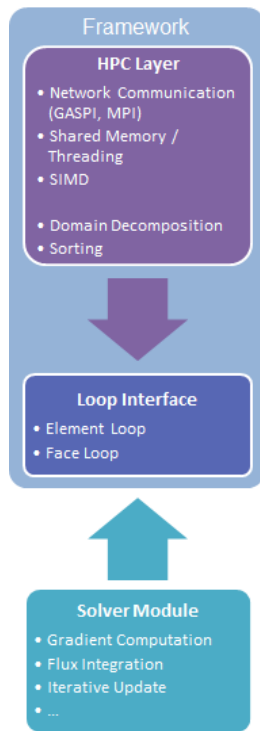 Framework
HPC Layer
• Network Communication
(GASPI, MPI)
• Shared Memory /
Threading
• SIMD
• Domain Decomposition
• Sorting
Loop Interface
• Element Loop
• Face Loop
Solver Module
• Gradient Computation
• Flux Integration
• Iterative Update
• ...